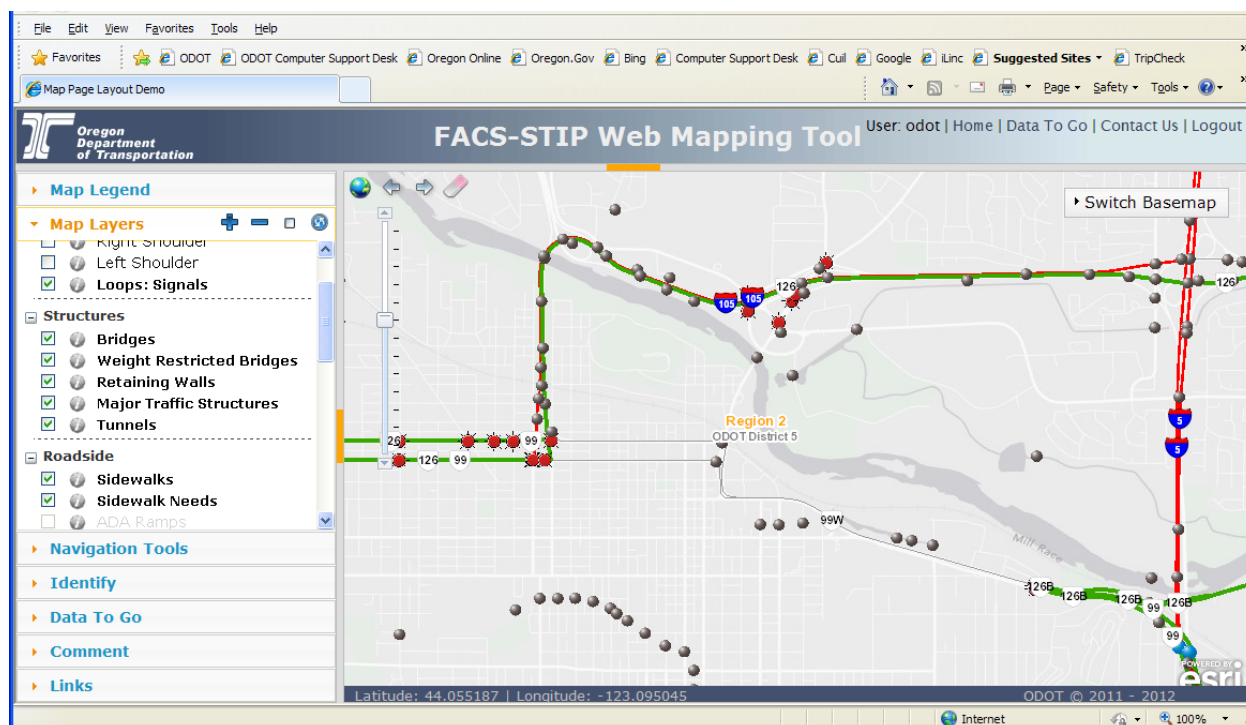 File Edit View Favorites Tools Help
Favorites ODOT ODOT Computer Support Desk Oregon Online Oregon.Gov Bing Computer Support Desk Cuil Google iLinc Suggested Sites TripCheck
Map Page Layout Demo Page Safety Tools
Oregon
Department
of Transportation
FACS-STIP Web Mapping Tool
User: odot | Home | Data To Go | Contact Us | Logout
Map Legend
Map Layers
Right Shoulder
Left Shoulder
Loops: Signals
Structures
Bridges
Weight Restricted Bridges
Retaining Walls
Major Traffic Structures
Tunnels
Roadside
Sidewalks
Sidewalk Needs
ADA Ramps
Navigation Tools
Identify
Data To Go
Comment
Links
Switch Basemap
126
105 105
126
5
5
Region 2
ODOT District 5
126 99
126 99
99W
Mill Race
126B 126B 126B 99 126B
99
POWERED BY
esri
Latitude: 44.055187 | Longitude: -123.095045
ODOT © 2011 - 2012
Internet 100%